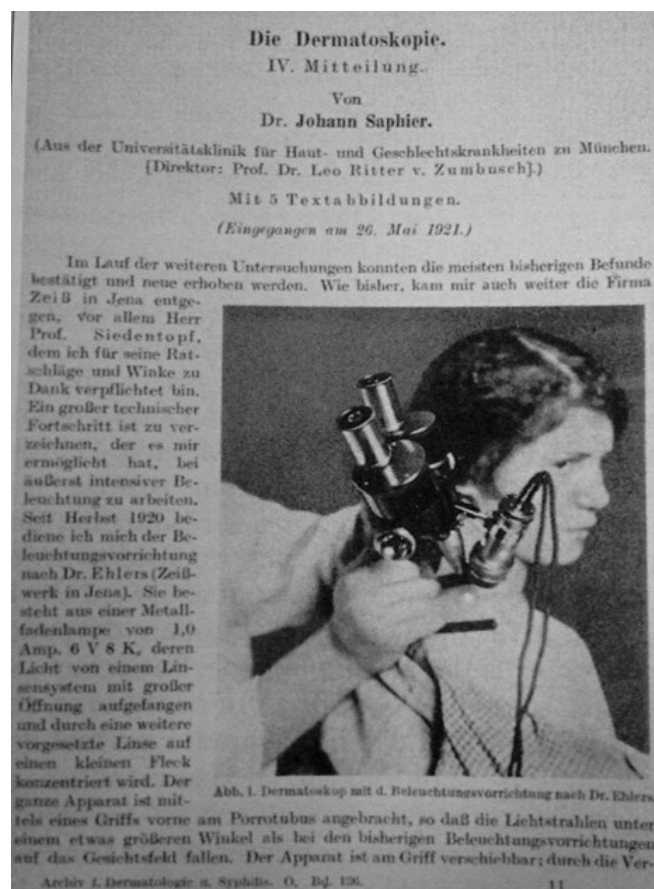 Die Dermatoskopie.
IV. Mitteilung.
Von
Dr. Johann Saphier.
(Aus der Universitätsklinik für Haut- und Geschlechtskrankheiten zu München.
[Direktor: Prof. Dr. Leo Ritter v. Zumbusch].)
Mit 5 Textabbildungen.
(Eingegangen am 26. Mai 1921.)
Im Lauf der weiteren Untersuchungen konnten die meisten bisherigen Befunde
bestätigt und neue erhoben werden. Wie bisher, kam mir auch weiter die Firma
Zeiß in Jena entge-
gen, vor allem Herr
Prof. Siedentopf,
dem ich für seine Rat-
schläge und Winke zu
Dank verpflichtet bin.
Ein großer technischer
Fortschritt ist zu ver-
zeichnen, der es mir
ermöglicht hat, bei
äußerst intensiver Be-
leuchtung zu arbeiten.
Seit Herbst 1920 be-
diene ich mich der Be-
leuchtungsvorrichtung
nach Dr. Ehlers (Zeiß-
werk in Jena). Sie be-
steht aus einer Metall-
fadenlampe von 1,0
Amp. 6 V 8 K, deren
Licht von einem Lin-
sensystem mit großer
Öffnung aufgefangen
und durch eine weitere
vorgesetzte Linse auf
einen kleinen Fleck
konzentriert wird. Der
ganze Apparat ist mit-
Abb. 1. Dermatoskop mit d. Beleuchtungsvorrichtung nach Dr. Ehlers.
tels eines Griffs vorne am Porrotubus angebracht, so daß die Lichtstrahlen unter
einem etwas größeren Winkel als bei den bisherigen Beleuchtungsvorrichtungen
auf das Gesichtsfeld fallen. Der Apparat ist am Griff verschiebbar; durch die Ver-
Archiv f. Dermatologie u. Syphilis. O, Bd. 136. 11